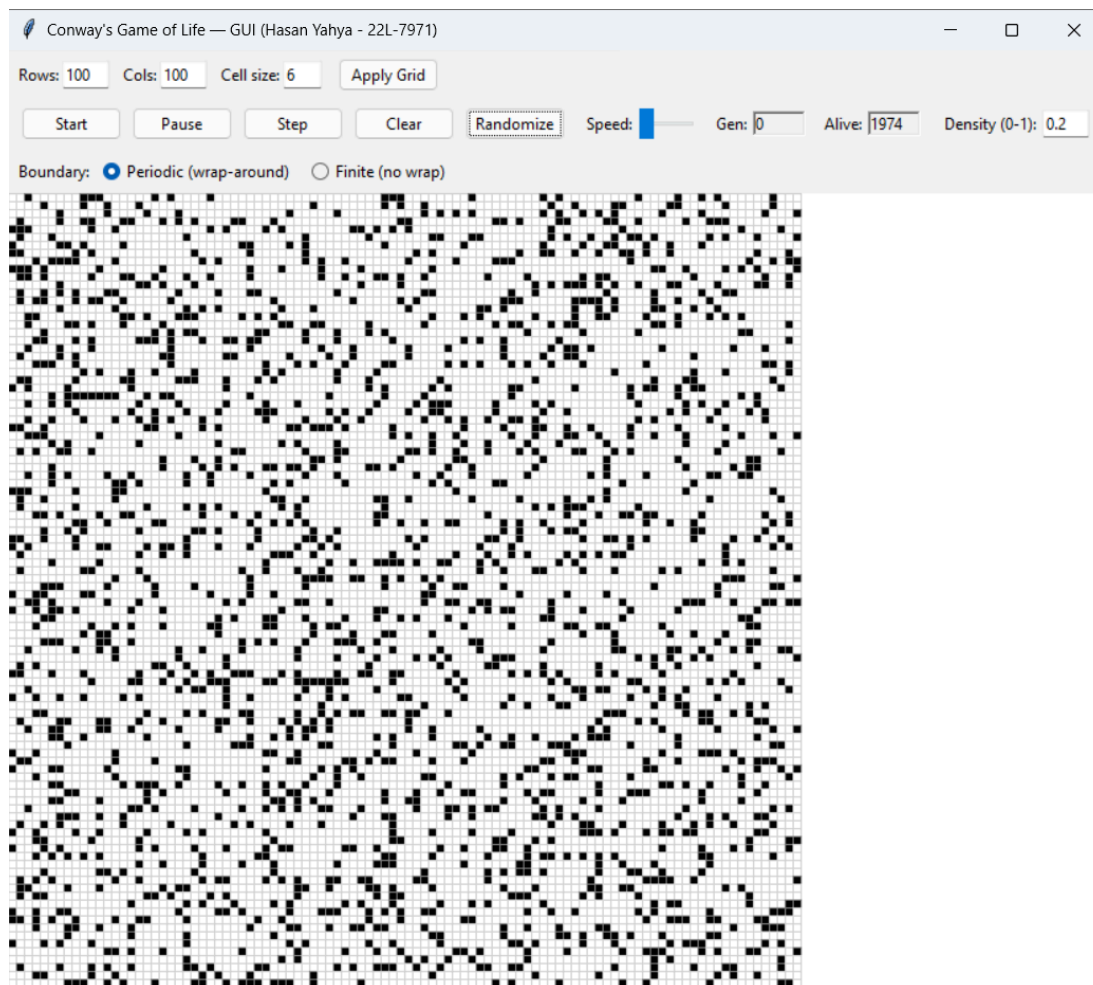 Conway's Game of Life — GUI (Hasan Yahya - 22L-7971)
Rows: 100 Cols: 100 Cell size: 6 Apply Grid
Start Pause Step Clear Randomize Speed: Gen: 0 Alive: 1974 Density (0-1): 0.2
Boundary: Periodic (wrap-around) Finite (no wrap)